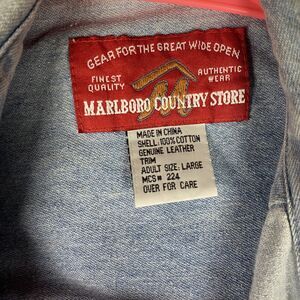 GEAR FOR THE GREAT WIDE OPEN
FINEST QUALITY
AUTHENTIC WEAR
MARLBORO COUNTRY STORE
MADE IN CHINA
SHELL: 100% COTTON
GENUINE LEATHER
TRIM
ADULT SIZE: LARGE
MCS# 224
OVER FOR CARE